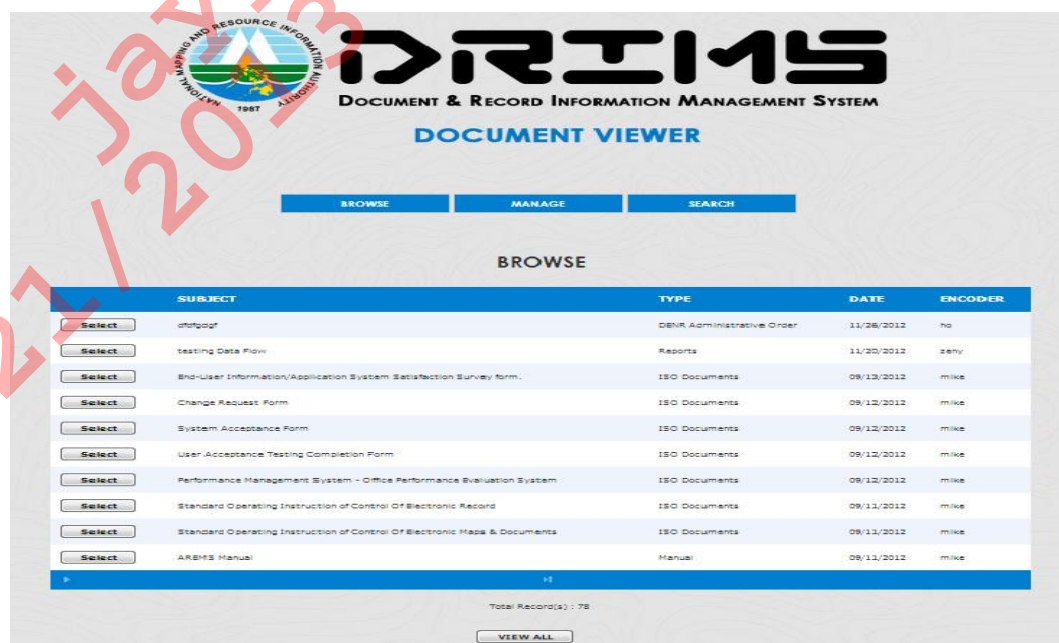 NATIONAL MAPPING AND RESOURCE INFORMATION AUTHORITY
1987
DRIMS
DOCUMENT & RECORD INFORMATION MANAGEMENT SYSTEM
DOCUMENT VIEWER
BROWSE MANAGE SEARCH
BROWSE
SUBJECT TYPE DATE ENCODER
Select DENR Administrative Order 11/26/2012 ho
Select testing Data Flow Reports 11/20/2012 zeny
Select End-User Information/Application System Satisfaction Survey form. ISO Documents 09/13/2012 mike
Select Change Request Form ISO Documents 09/12/2012 mike
Select System Acceptance Form ISO Documents 09/12/2012 mike
Select User Acceptance Testing Completion Form ISO Documents 09/12/2012 mike
Select Performance Management System - Office Performance Evaluation System ISO Documents 09/12/2012 mike
Select Standard Operating Instruction of Control Of Electronic Record ISO Documents 09/11/2012 mike
Select Standard Operating Instruction of Control Of Electronic Maps & Documents ISO Documents 09/11/2012 mike
Select AREMS Manual Manual 09/11/2012 mike
Total Record(s) : 78
VIEW ALL